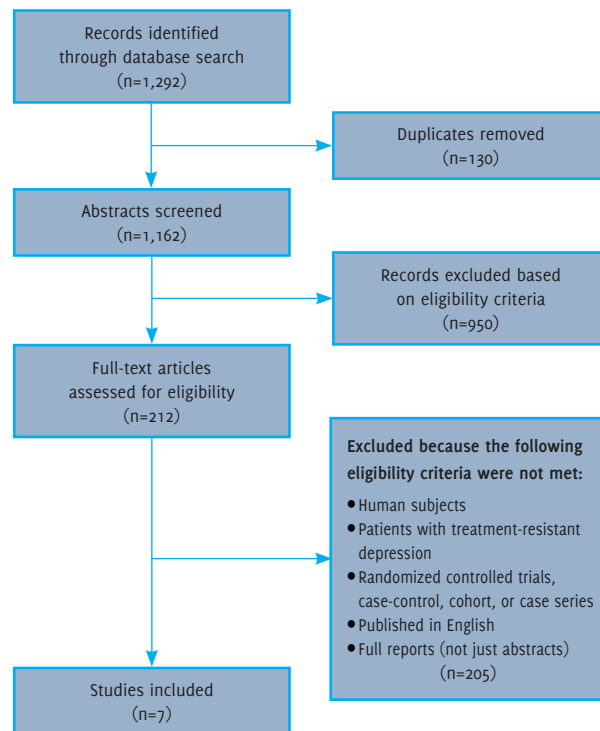 Records identified
through database search
(n=1,292)
Duplicates removed
(n=130)
Abstracts screened
(n=1,162)
Records excluded based
on eligibility criteria
(n=950)
Full-text articles
assessed for eligibility
(n=212)
Excluded because the following
eligibility criteria were not met:
● Human subjects
● Patients with treatment-resistant
depression
● Randomized controlled trials,
case-control, cohort, or case series
● Published in English
● Full reports (not just abstracts)
(n=205)
Studies included
(n=7)